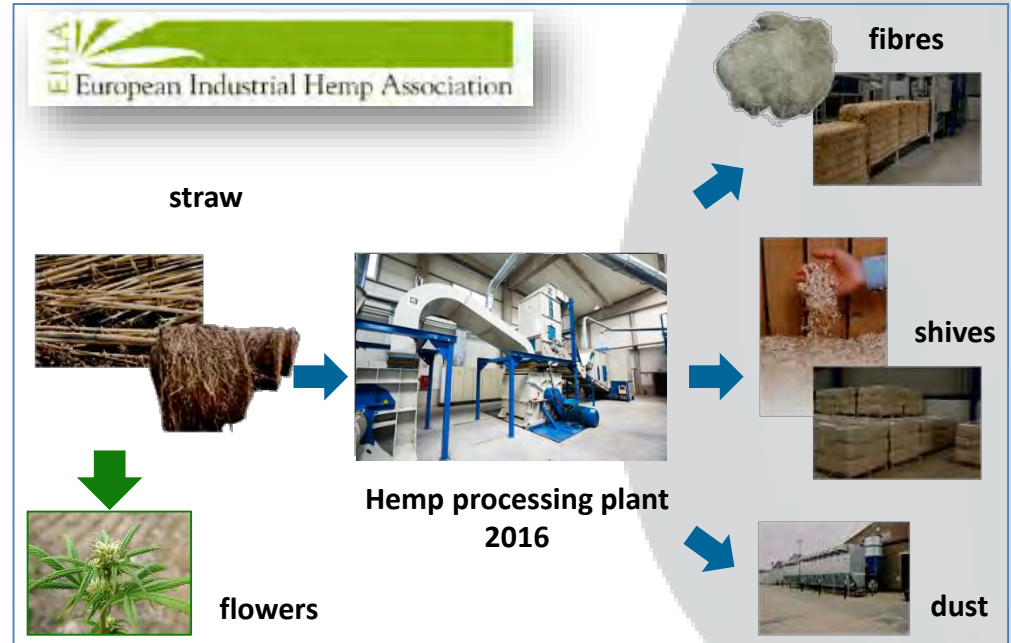 EIHA
European Industrial Hemp Association
fibres
straw
shives
Hemp processing plant
2016
flowers
dust